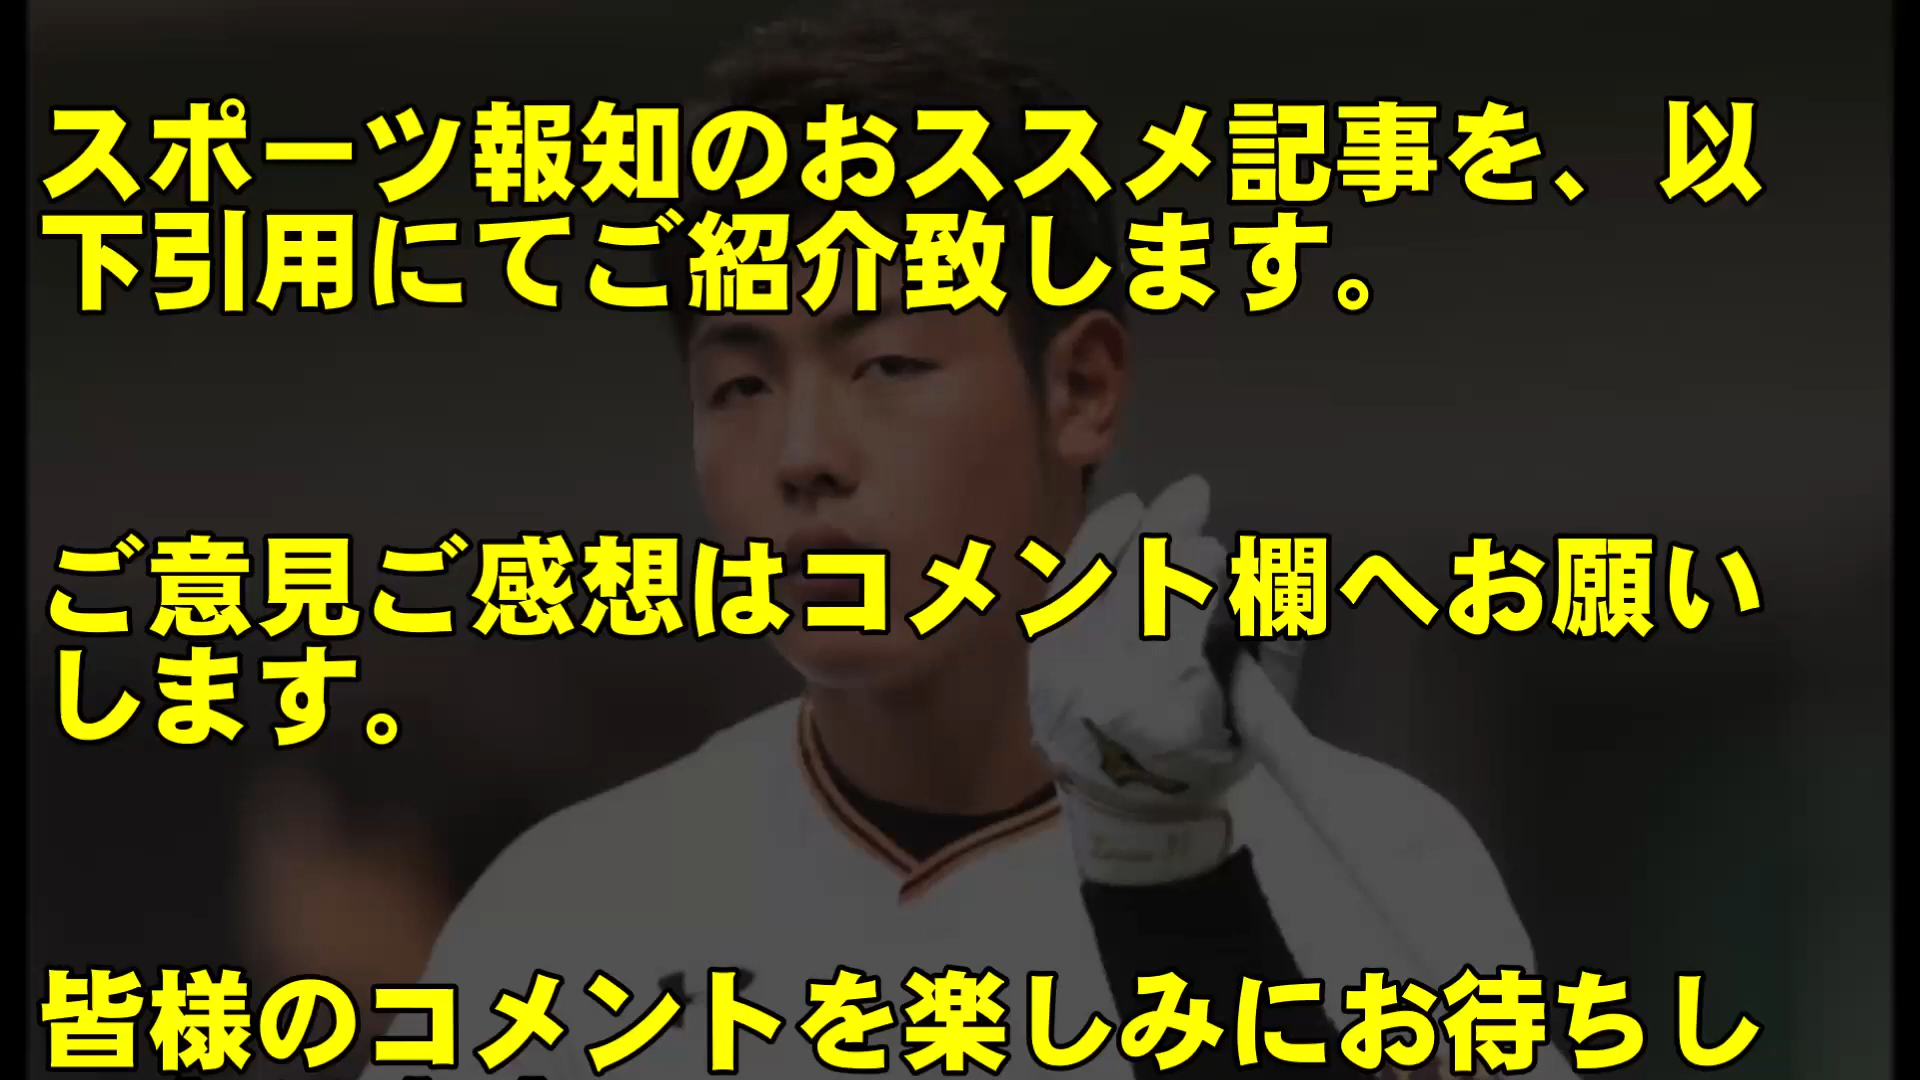 スポーツ報知のおススメ記事を、以
下引用にてご紹介致します。
ご意見ご感想はコメント欄へお願い
します。
皆様のコメントを楽しみにお待ちし